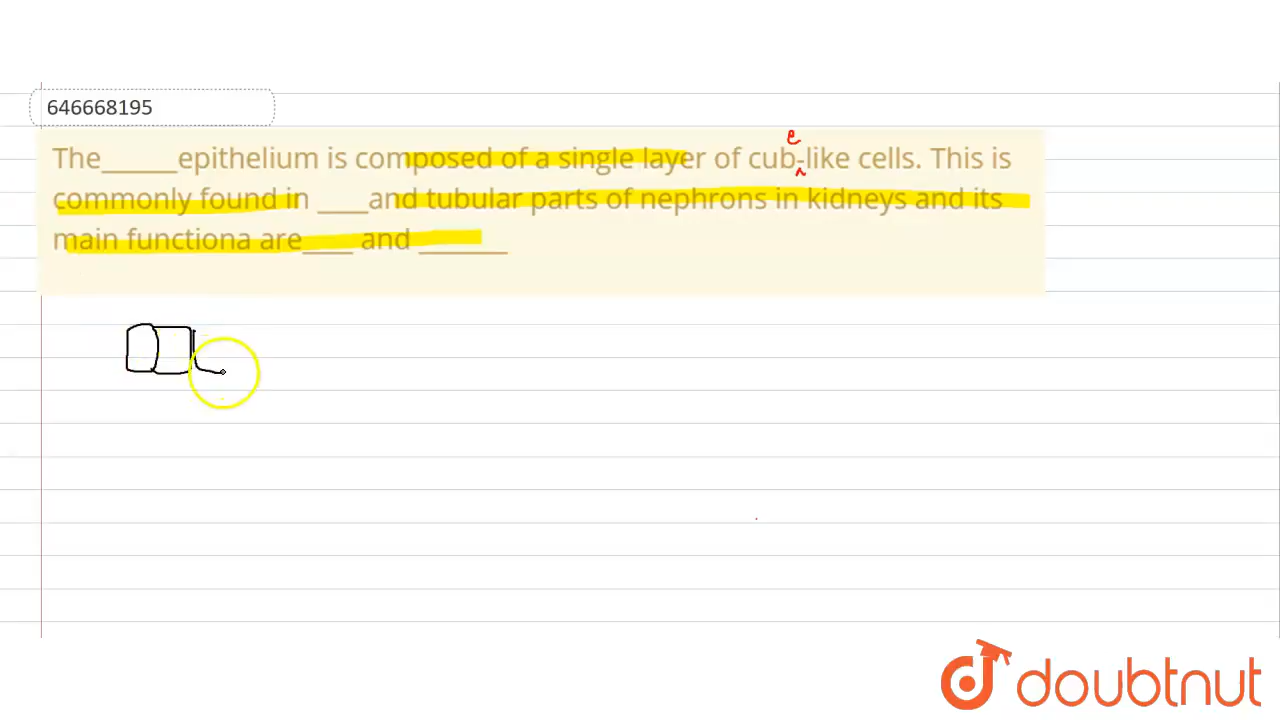 646668195
e
The______epithelium is composed of a single layer of cub-like cells. This is
commonly found in ____and tubular parts of nephrons in kidneys and its
main functiona are____ and _______
doubtnut